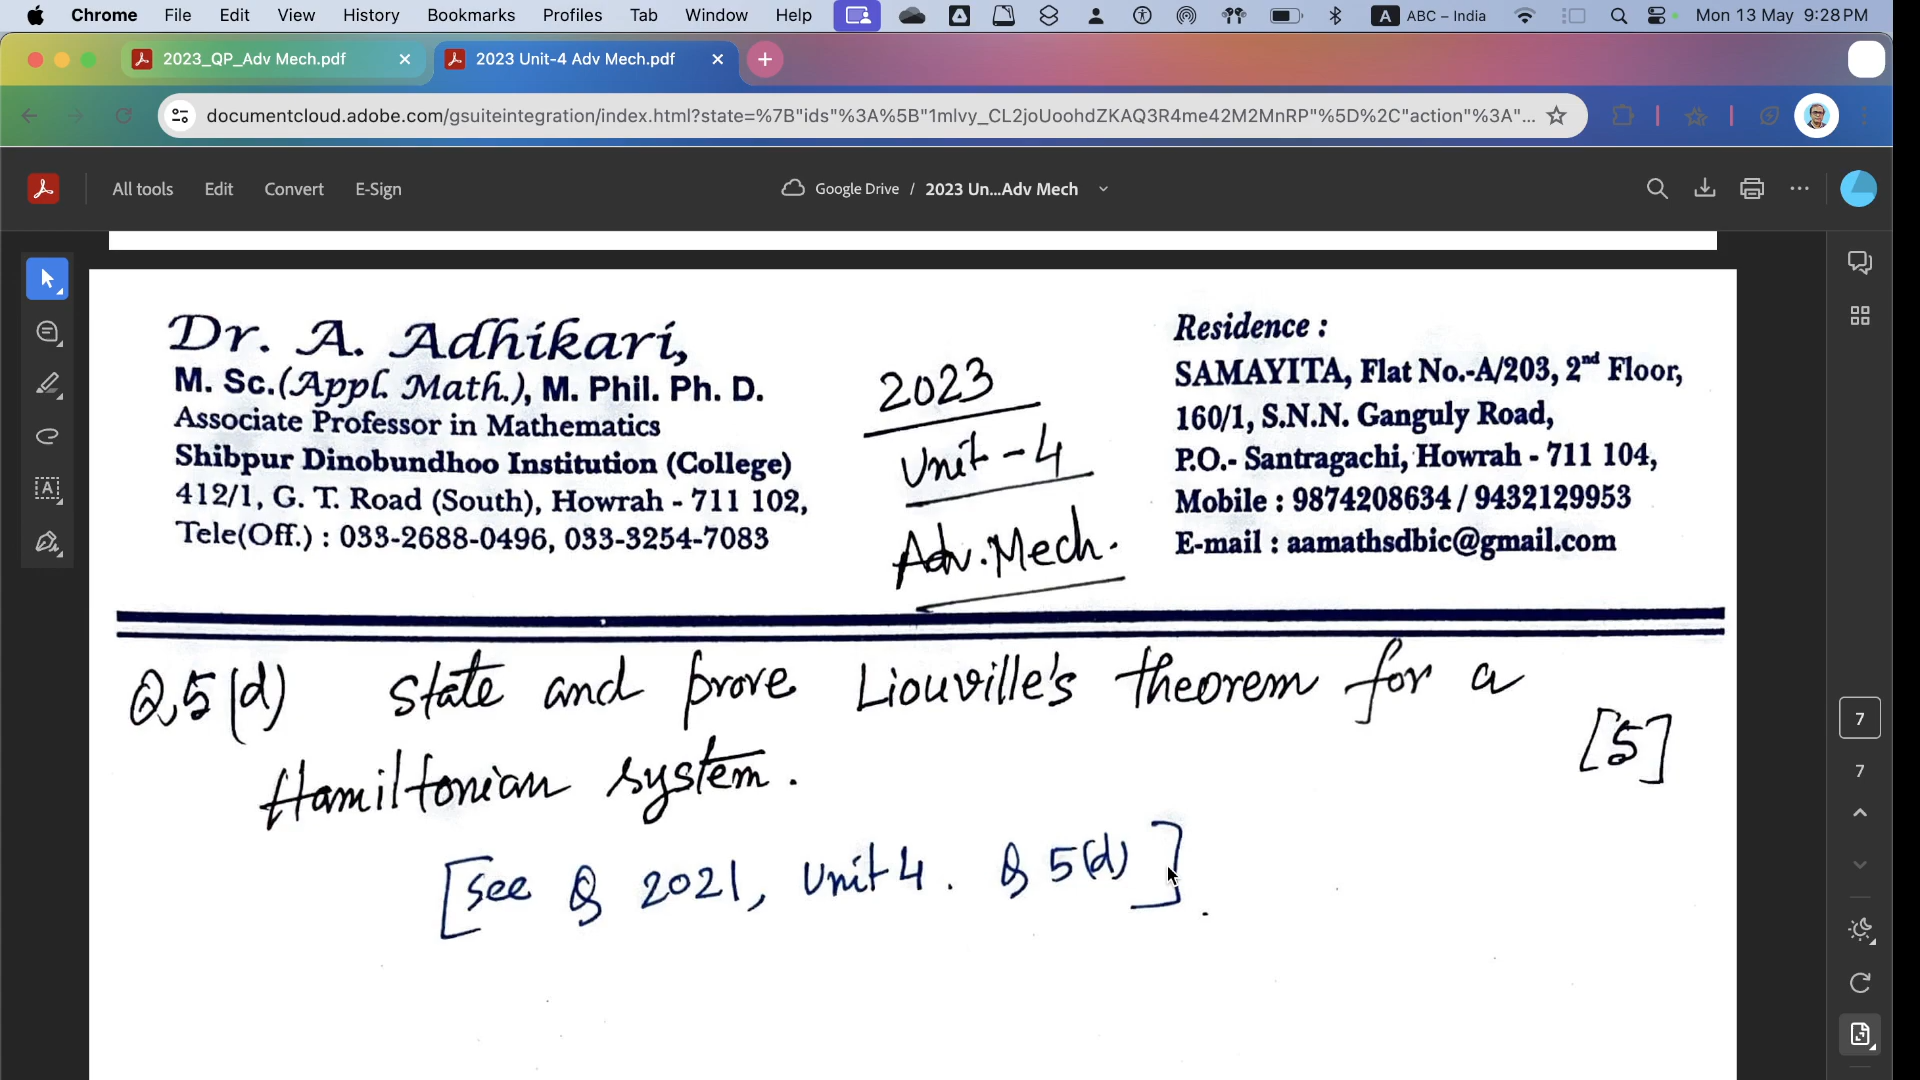 Chrome File Edit View History Bookmarks Profiles Tab Window Help A ABC – India Mon 13 May 9:28 PM
2023_QP_Adv Mech.pdf
2023 Unit-4 Adv Mech.pdf
documentcloud.adobe.com/gsuiteintegration/index.html?state=%7B"ids"%3A%5B"1mlvy_CL2joUoohdZKAQ3R4me42M2MnRP"%5D%2C"action"%3A"...
All tools Edit Convert E-Sign
Google Drive / 2023 Un...Adv Mech
Dr. A. Adhikari,
M. Sc.(Appl. Math.), M. Phil. Ph. D.
Associate Professor in Mathematics
Shibpur Dinobundhoo Institution (College)
412/1, G. T. Road (South), Howrah - 711 102,
Tele(Off.) : 033-2688-0496, 033-3254-7083
2023
Unit - 4
Adv. Mech.
Residence :
SAMAYITA, Flat No.-A/203, 2nd Floor,
160/1, S.N.N. Ganguly Road,
P.O.- Santragachi, Howrah - 711 104,
Mobile : 9874208634 / 9432129953
E-mail : aamathsdbic@gmail.com
Q.5(d) State and prove Liouville's theorem for a
Hamiltonian system. [5]
[See Q 2021, Unit 4. Q 5(d)].
7
7